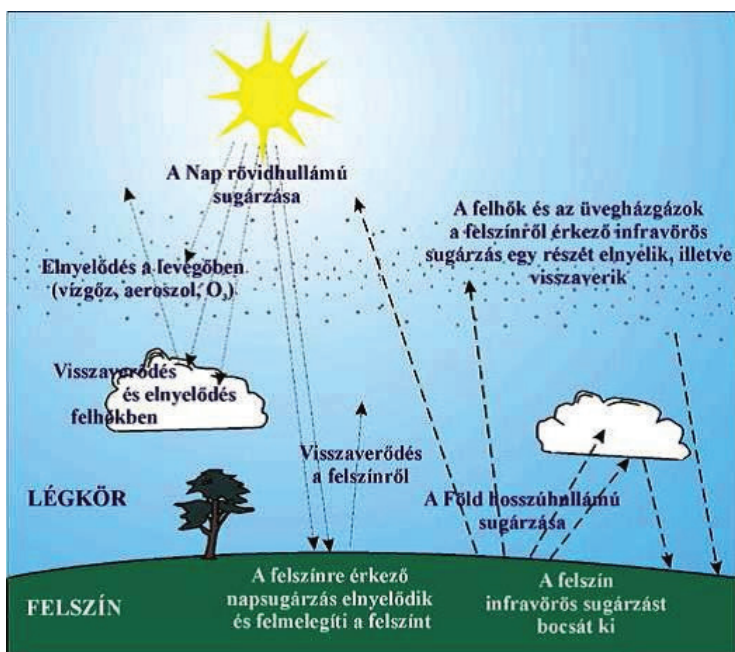 A Nap rövidhullámú
sugárzása
A felhők és az üvegházgázok
a felszínről érkező infravörös
sugárzás egy részét elnyelik, illetve
visszaverik
Elnyelődés a levegőben
(vízgőz, aeroszol, O₃)
Visszaverődés
és elnyelődés
felhőkben
Visszaverődés
a felszínről
LÉGKÖR
A Föld hosszúhullámú
sugárzása
FELSZÍN
A felszínre érkező
napsugárzás elnyelődik
és felmelegíti a felszínt
A felszín
infravörös sugárzást
bocsát ki